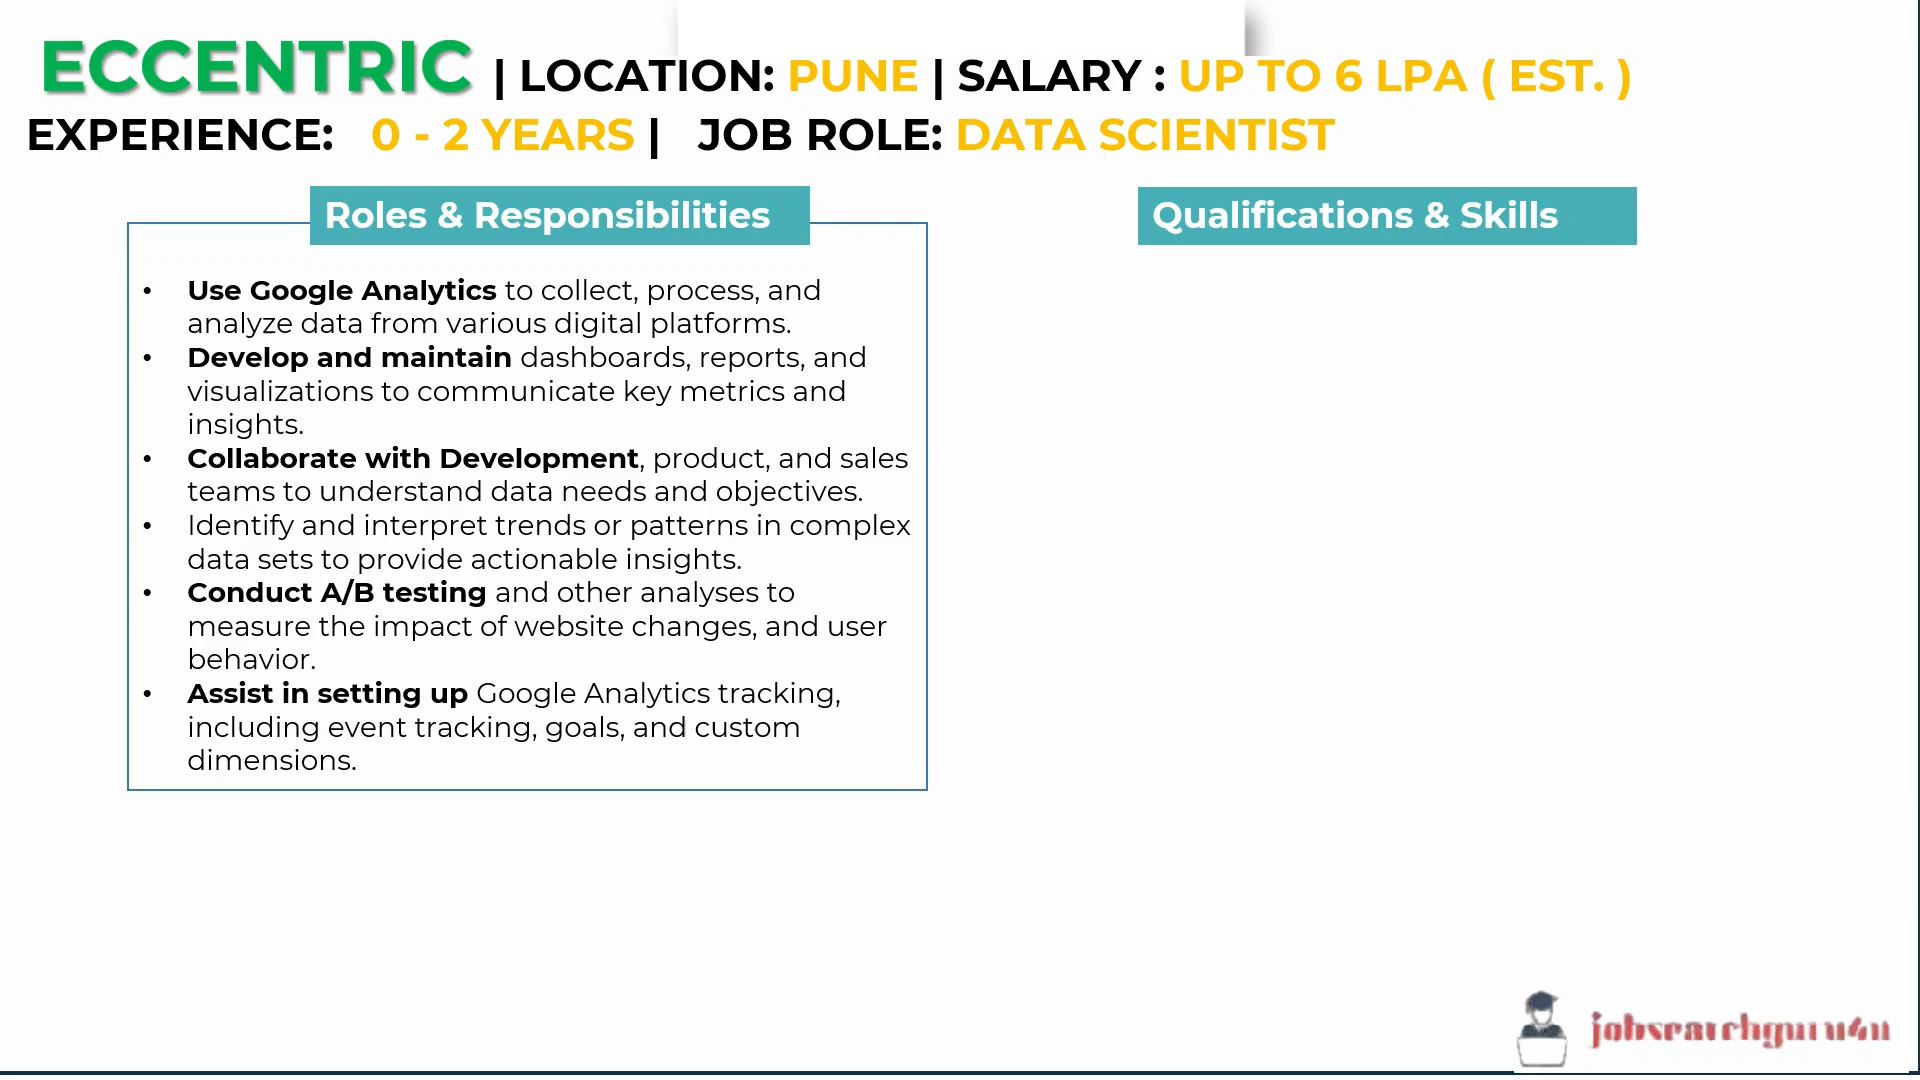 ECCENTRIC | LOCATION: PUNE | SALARY : UP TO 6 LPA ( EST. )
EXPERIENCE: 0 - 2 YEARS | JOB ROLE: DATA SCIENTIST
Roles & Responsibilities
• Use Google Analytics to collect, process, and
analyze data from various digital platforms.
• Develop and maintain dashboards, reports, and
visualizations to communicate key metrics and
insights.
• Collaborate with Development, product, and sales
teams to understand data needs and objectives.
• Identify and interpret trends or patterns in complex
data sets to provide actionable insights.
• Conduct A/B testing and other analyses to
measure the impact of website changes, and user
behavior.
• Assist in setting up Google Analytics tracking,
including event tracking, goals, and custom
dimensions.
Qualifications & Skills
jobsearchguru4u